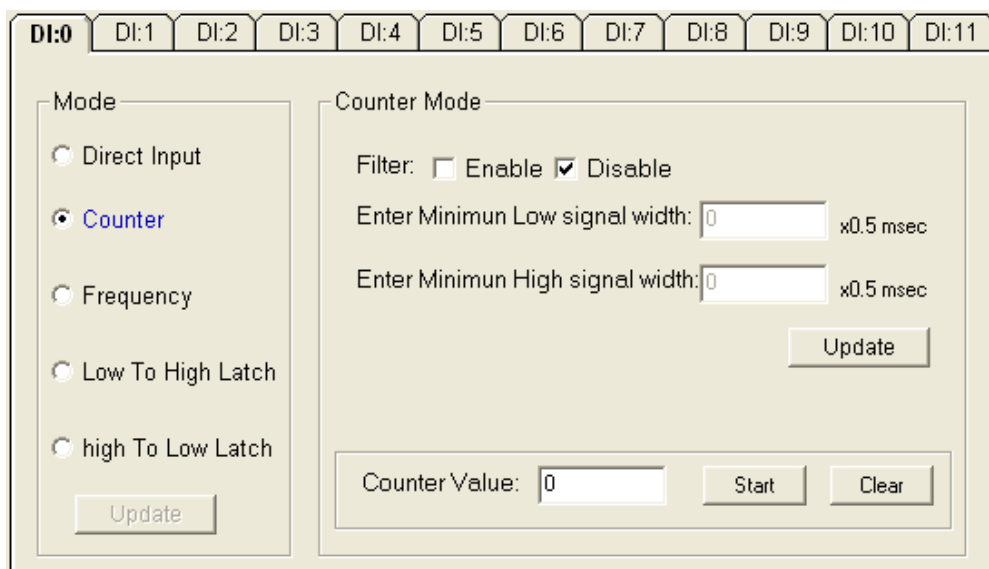 DI:0 DI:1 DI:2 DI:3 DI:4 DI:5 DI:6 DI:7 DI:8 DI:9 DI:10 DI:11
Mode
Direct Input
Counter
Frequency
Low To High Latch
high To Low Latch
Update
Counter Mode
Filter: Enable Disable
Enter Minimun Low signal width: 0 x0.5 msec
Enter Minimun High signal width: 0 x0.5 msec
Update
Counter Value: 0 Start Clear